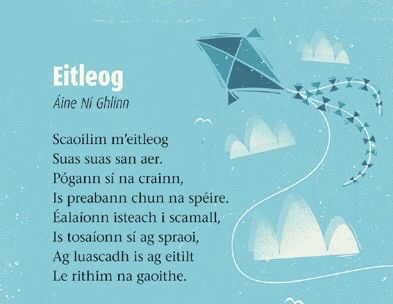 Eitleog
Áine Ní Ghlinn
Scaoilim m'eitleog
Suas suas san aer.
Pógann sí na crainn,
Is preabann chun na spéire.
Éalaíonn isteach i scamall,
Is tosaíonn sí ag spraoi,
Ag luascadh is ag eitilt
Le rithim na gaoithe.